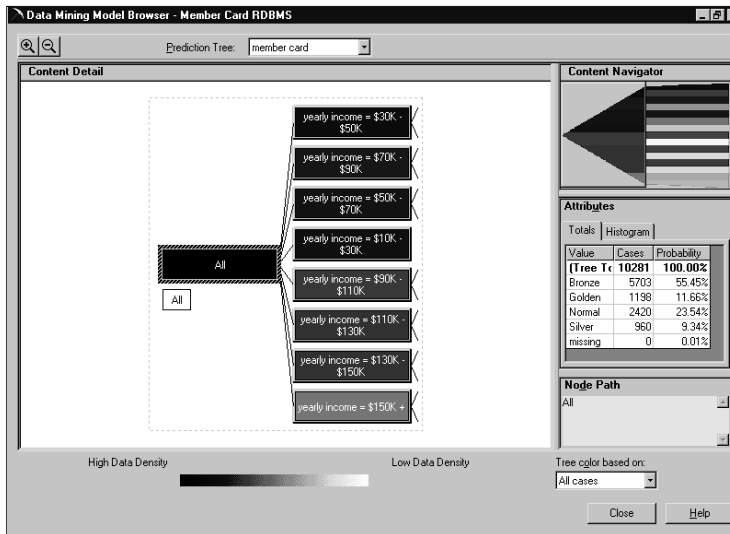 Data Mining Model Browser - Member Card RDBMS
Prediction Tree:
member card
Content Detail
yearly income = $30K -
$50K
yearly income = $70K -
$90K
yearly income = $50K -
$70K
yearly income = $10K -
$30K
All
All
yearly income = $90K -
$110K
yearly income = $110K -
$130K
yearly income = $130K -
$150K
yearly income = $150K +
Content Navigator
Attributes
Totals Histogram
Value Cases Probability
(Tree Tc 10281 100.00%
Bronze 5703 55.45%
Golden 1198 11.66%
Normal 2420 23.54%
Silver 960 9.34%
missing 0 0.01%
Node Path
All
High Data Density
Low Data Density
Tree color based on:
All cases
Close
Help